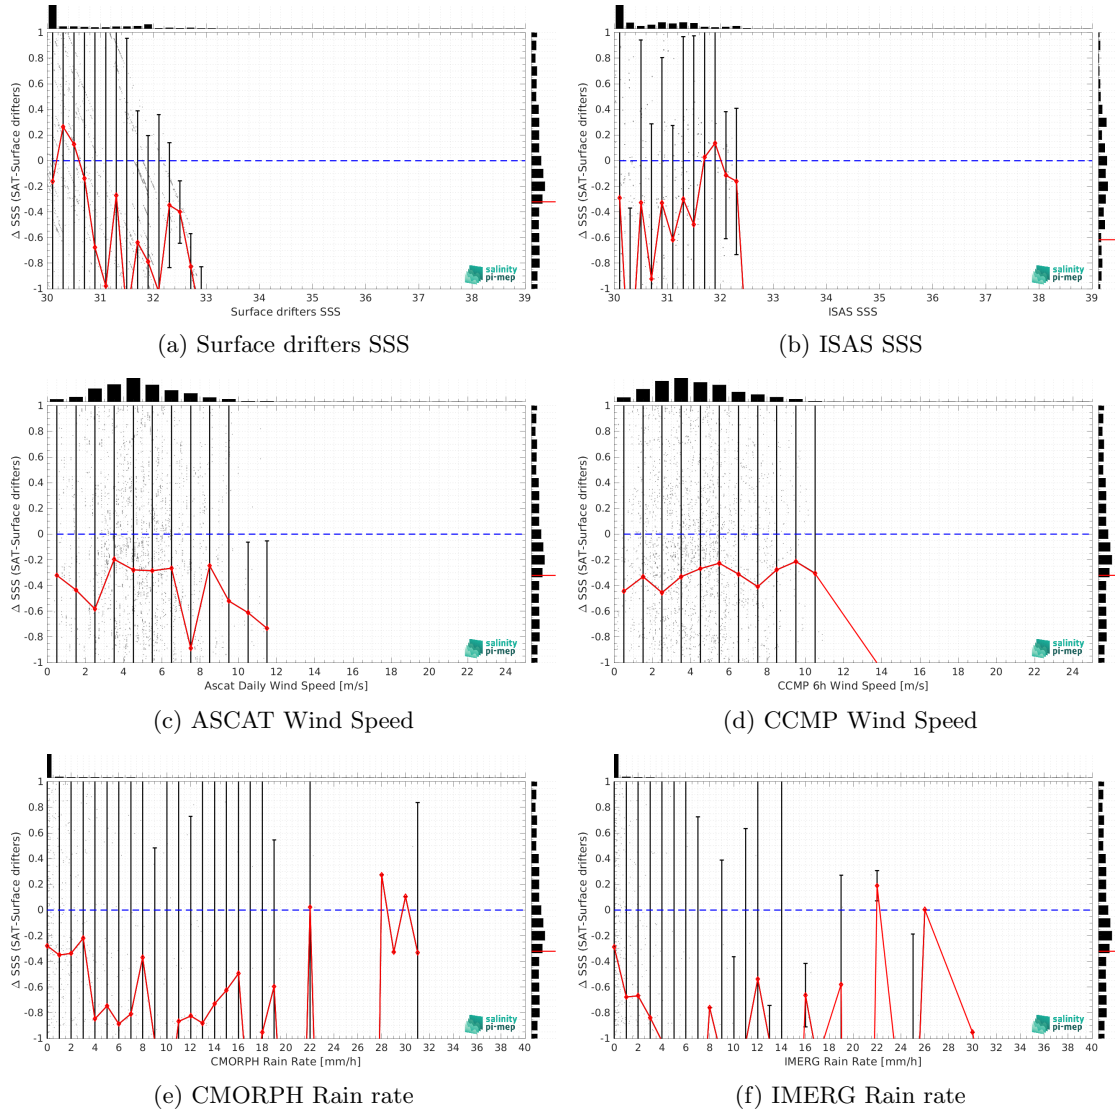 1
0.8
0.6
0.4
0.2
0
-0.2
-0.4
-0.6
-0.8
-1
Δ SSS (SAT-Surface drifters)
salinity
pi-mep
30 31 32 33 34 35 36 37 38 39
Surface drifters SSS
(a) Surface drifters SSS
1
0.8
0.6
0.4
0.2
0
-0.2
-0.4
-0.6
-0.8
-1
Δ SSS (SAT-Surface drifters)
salinity
pi-mep
30 31 32 33 34 35 36 37 38 39
ISAS SSS
(b) ISAS SSS
1
0.8
0.6
0.4
0.2
0
-0.2
-0.4
-0.6
-0.8
-1
Δ SSS (SAT-Surface drifters)
salinity
pi-mep
0 2 4 6 8 10 12 14 16 18 20 22 24
Ascat Daily Wind Speed [m/s]
(c) ASCAT Wind Speed
1
0.8
0.6
0.4
0.2
0
-0.2
-0.4
-0.6
-0.8
-1
Δ SSS (SAT-Surface drifters)
salinity
pi-mep
0 2 4 6 8 10 12 14 16 18 20 22 24
CCMP 6h Wind Speed [m/s]
(d) CCMP Wind Speed
1
0.8
0.6
0.4
0.2
0
-0.2
-0.4
-0.6
-0.8
-1
Δ SSS (SAT-Surface drifters)
salinity
pi-mep
0 2 4 6 8 10 12 14 16 18 20 22 24 26 28 30 32 34 36 38 40
CMORPH Rain Rate [mm/h]
(e) CMORPH Rain rate
1
0.8
0.6
0.4
0.2
0
-0.2
-0.4
-0.6
-0.8
-1
Δ SSS (SAT-Surface drifters)
salinity
pi-mep
0 2 4 6 8 10 12 14 16 18 20 22 24 26 28 30 32 34 36 38 40
IMERG Rain Rate [mm/h]
(f) IMERG Rain rate